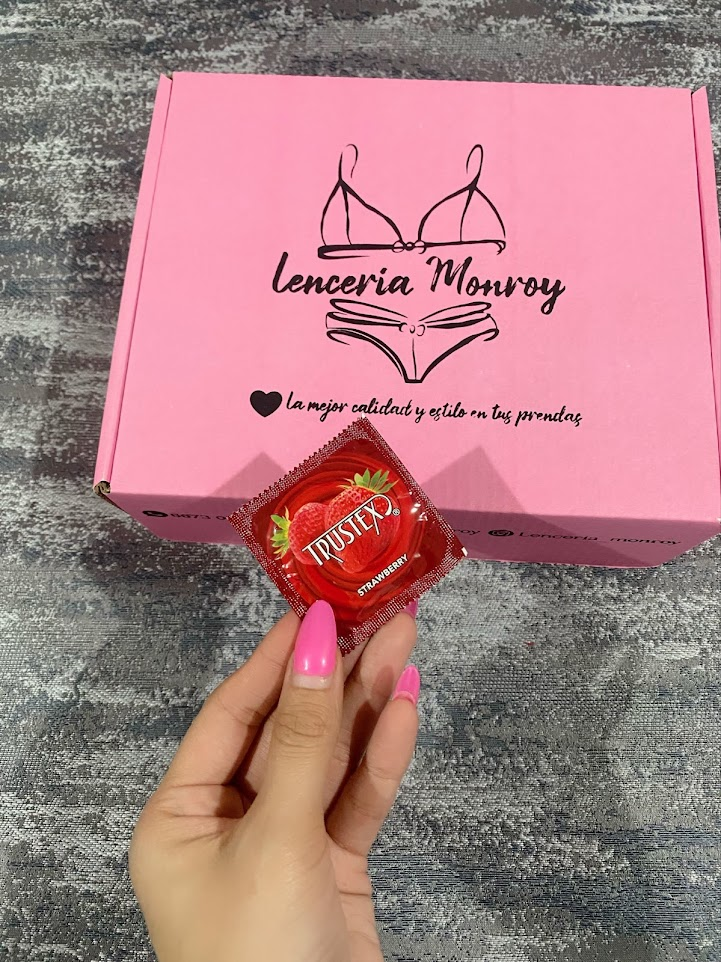 Lenceria Monroy
La mejor calidad y estilo en tus prendas
TRUSTEX®
STRAWBERRY
Lenceria_monroy